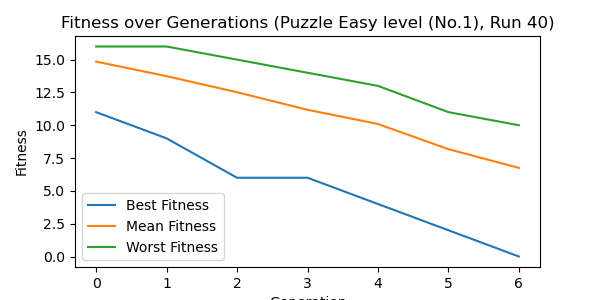 Fitness over Generations (Puzzle Easy level (No.1), Run 40)
Fitness
15.0
12.5
10.0
7.5
5.0
2.5
0.0
Best Fitness
Mean Fitness
Worst Fitness
0 1 2 3 4 5 6
Generation